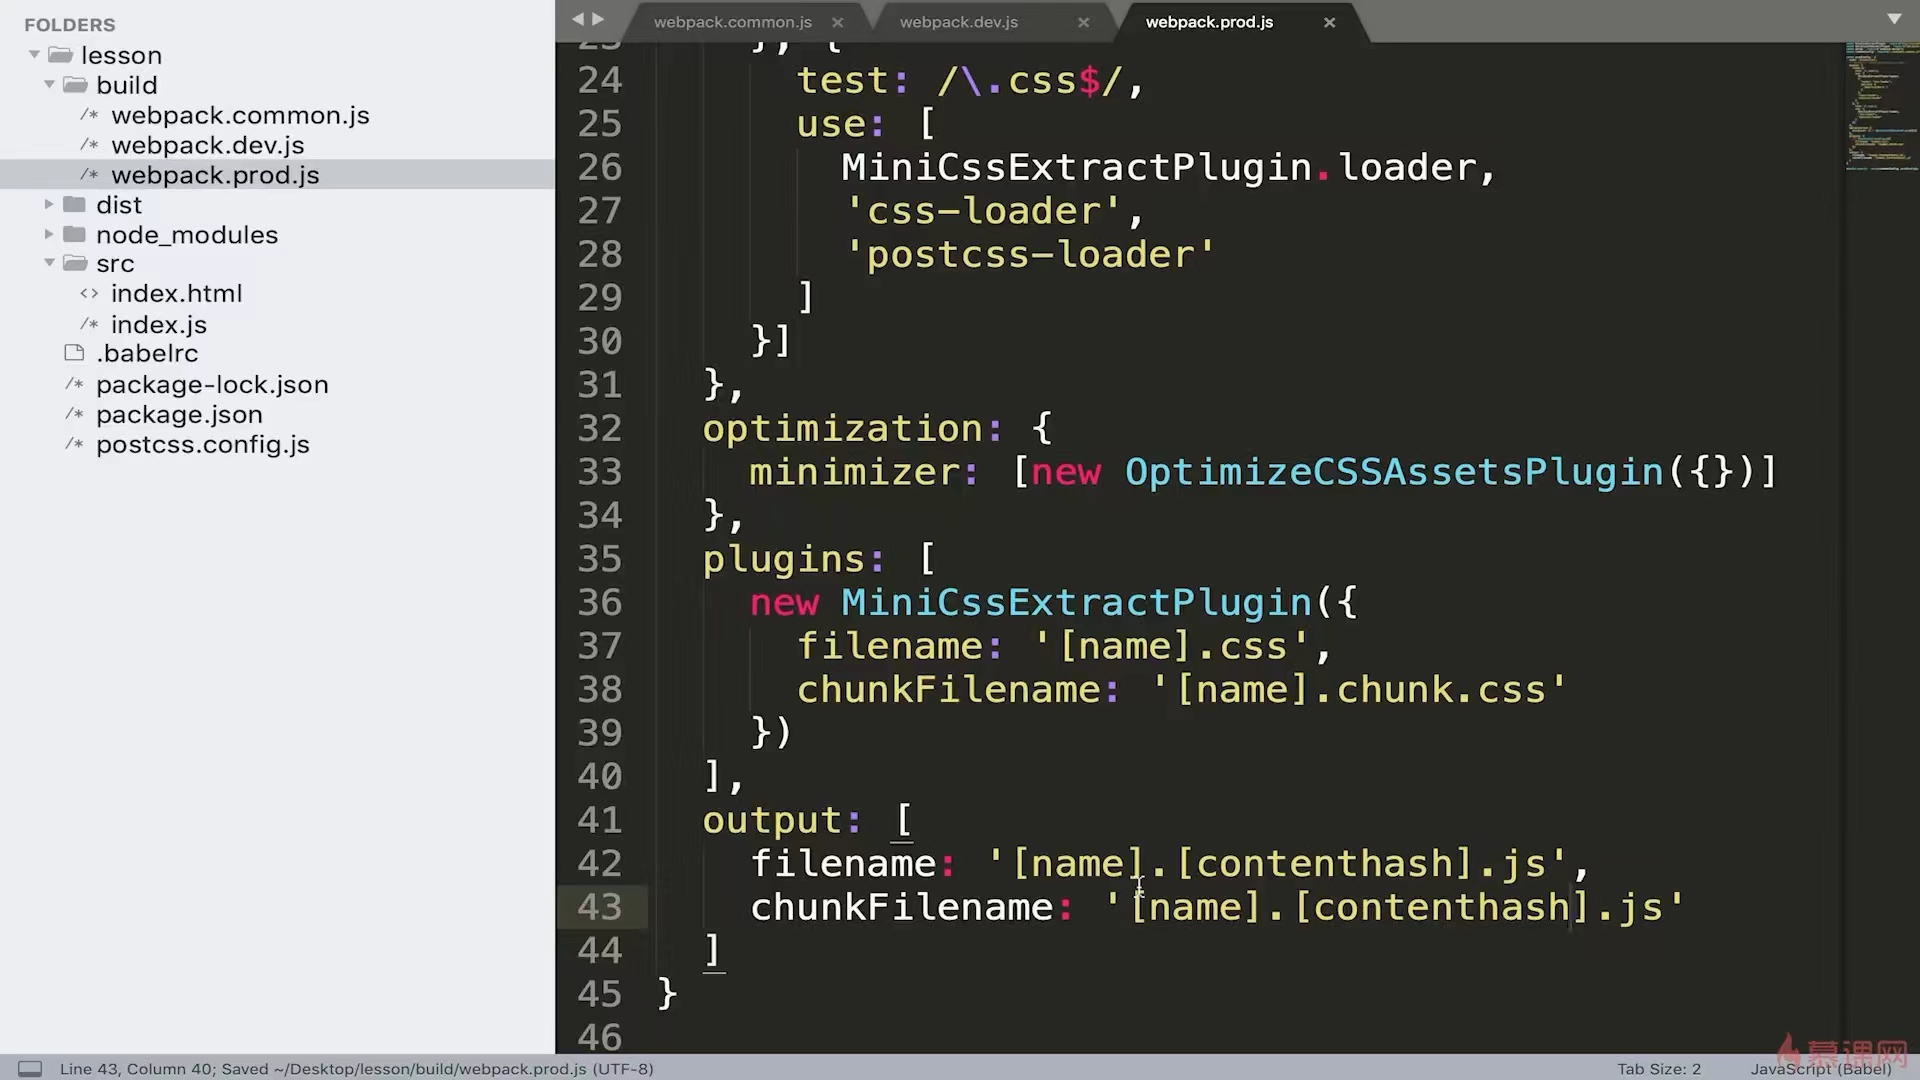 FOLDERS
lesson
build
/* webpack.common.js
/* webpack.dev.js
/* webpack.prod.js
dist
node_modules
src
<> index.html
/* index.js
.babelrc
/* package-lock.json
/* package.json
/* postcss.config.js
webpack.common.js × webpack.dev.js × webpack.prod.js ×
23 }, {
24 test: /\.css$/,
25 use: [
26 MiniCssExtractPlugin.loader,
27 'css-loader',
28 'postcss-loader'
29 ]
30 }]
31 },
32 optimization: {
33 minimizer: [new OptimizeCSSAssetsPlugin({})]
34 },
35 plugins: [
36 new MiniCssExtractPlugin({
37 filename: '[name].css',
38 chunkFilename: '[name].chunk.css'
39 })
40 ],
41 output: [
42 filename: '[name].[contenthash].js',
43 chunkFilename: '[name].[contenthash].js'
44 ]
45 }
46
Line 43, Column 40; Saved ~/Desktop/lesson/build/webpack.prod.js (UTF-8)
Tab Size: 2
JavaScript (Babel)
慕课网